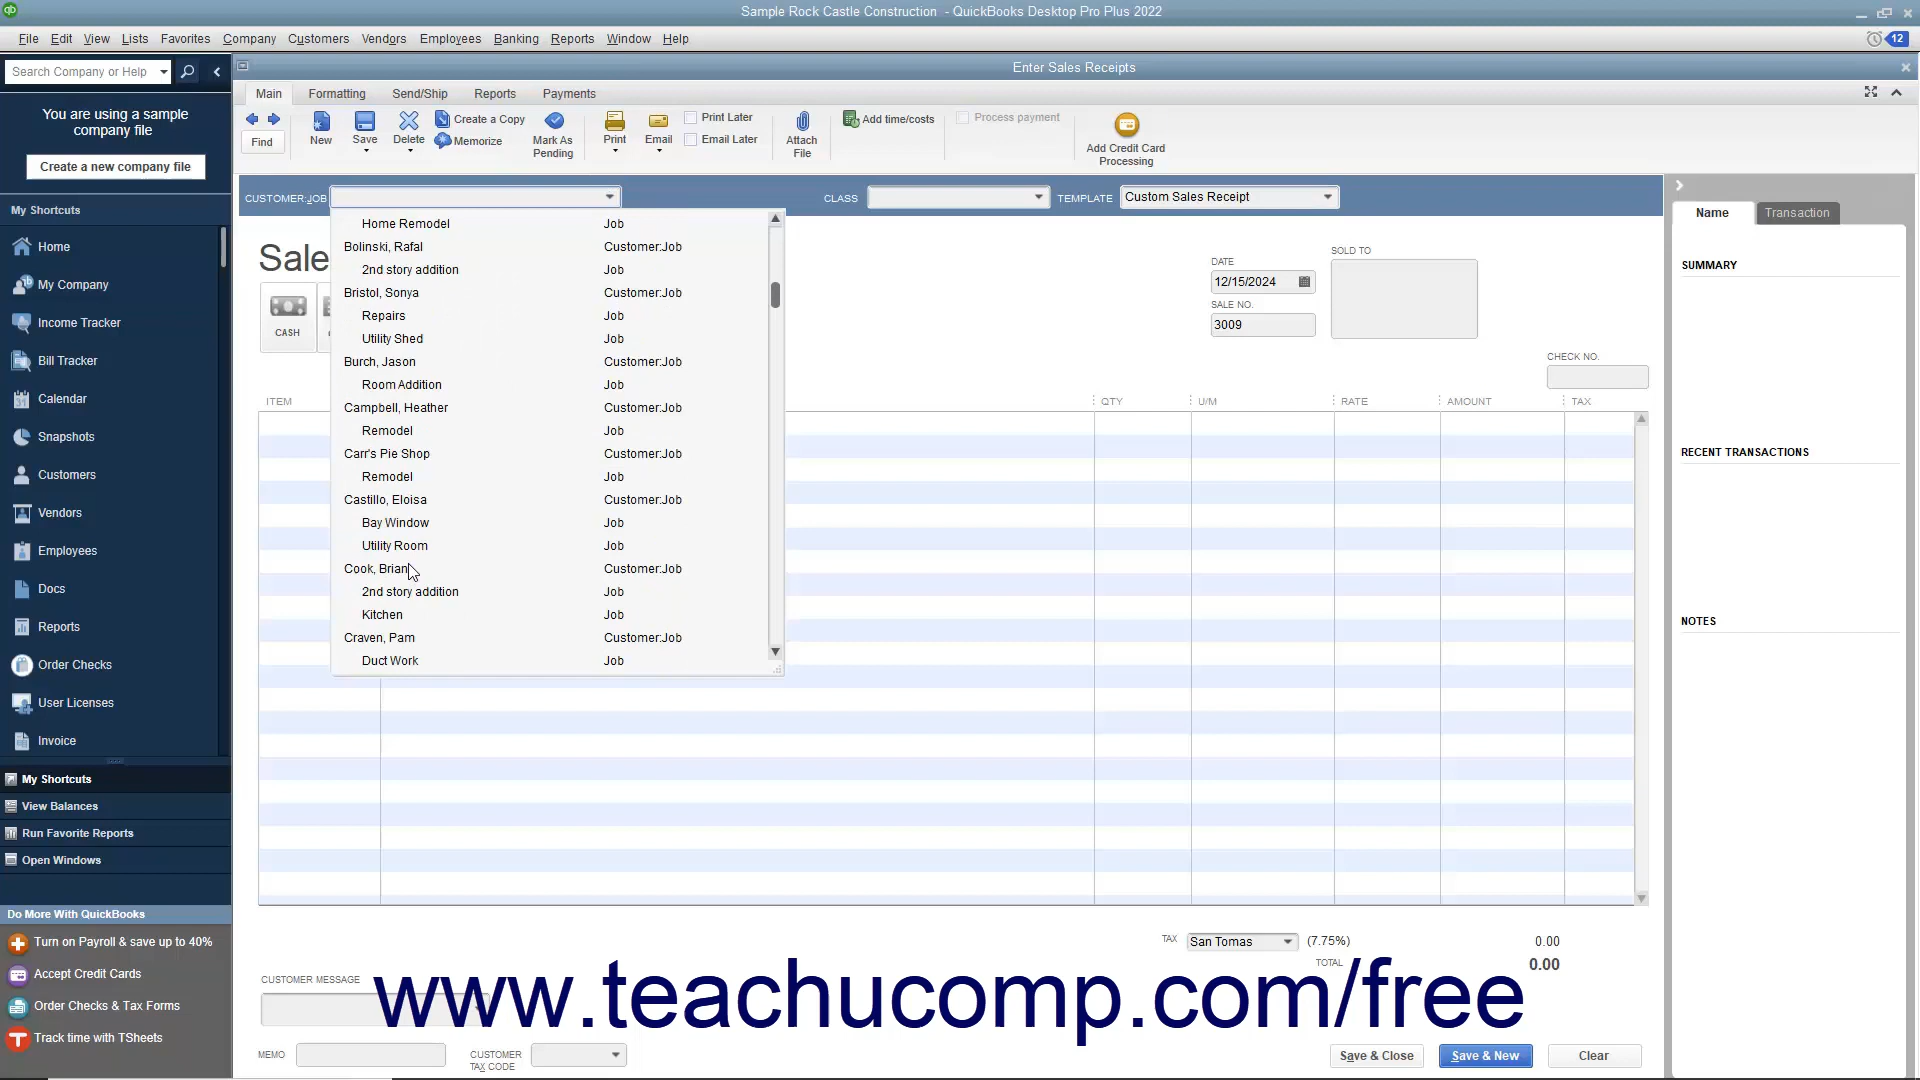 Sample Rock Castle Construction - QuickBooks Desktop Pro Plus 2022
File Edit View Lists Favorites Company Customers Vendors Employees Banking Reports Window Help
12
Search Company or Help
Enter Sales Receipts
Main Formatting Send/Ship Reports Payments
You are using a sample
company file
Create a new company file
Find
New
Save
Delete
Create a Copy
Memorize
Mark As
Pending
Print
Email
Print Later
Email Later
Attach
File
Add time/costs
Process payment
Add Credit Card
Processing
CUSTOMER:JOB
CLASS
TEMPLATE Custom Sales Receipt
Name Transaction
My Shortcuts
Home
My Company
Income Tracker
Bill Tracker
Calendar
Snapshots
Customers
Vendors
Employees
Docs
Reports
Order Checks
User Licenses
Invoice
My Shortcuts
View Balances
Run Favorite Reports
Open Windows
Do More With QuickBooks
Turn on Payroll & save up to 40%
Accept Credit Cards
Order Checks & Tax Forms
Track time with TSheets
Sale
CASH
Home Remodel Job
Bolinski, Rafal Customer:Job
2nd story addition Job
Bristol, Sonya Customer:Job
Repairs Job
Utility Shed Job
Burch, Jason Customer:Job
Room Addition Job
Campbell, Heather Customer:Job
Remodel Job
Carr's Pie Shop Customer:Job
Remodel Job
Castillo, Eloisa Customer:Job
Bay Window Job
Utility Room Job
Cook, Brian Customer:Job
2nd story addition Job
Kitchen Job
Craven, Pam Customer:Job
Duct Work Job
DATE
12/15/2024
SALE NO.
3009
SOLD TO
CHECK NO.
ITEM QTY U/M RATE AMOUNT TAX
SUMMARY
RECENT TRANSACTIONS
NOTES
TAX San Tomas (7.75%) 0.00
TOTAL 0.00
CUSTOMER MESSAGE
www.teachucomp.com/free
MEMO
CUSTOMER
TAX CODE
Save & Close
Save & New
Clear